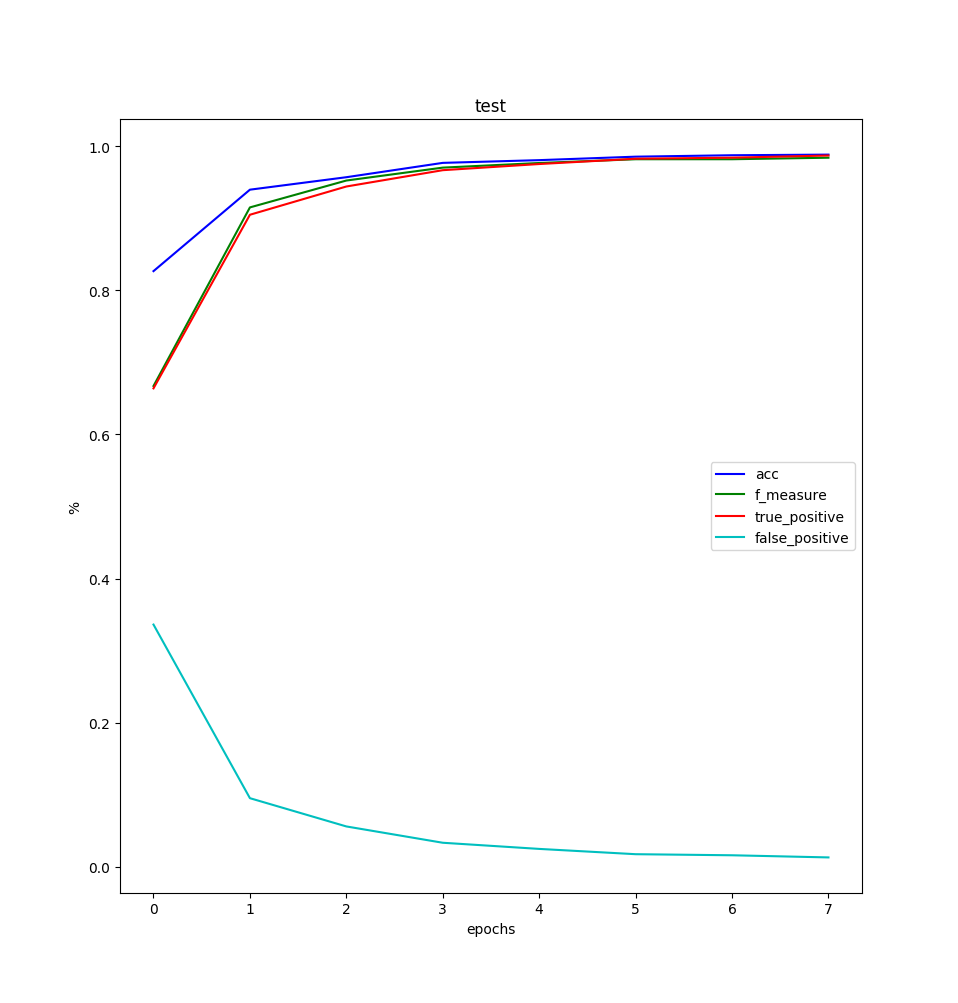 test
1.0
0.8
0.6
0.4
0.2
0.0
%
acc
f_measure
true_positive
false_positive
0 1 2 3 4 5 6 7
epochs